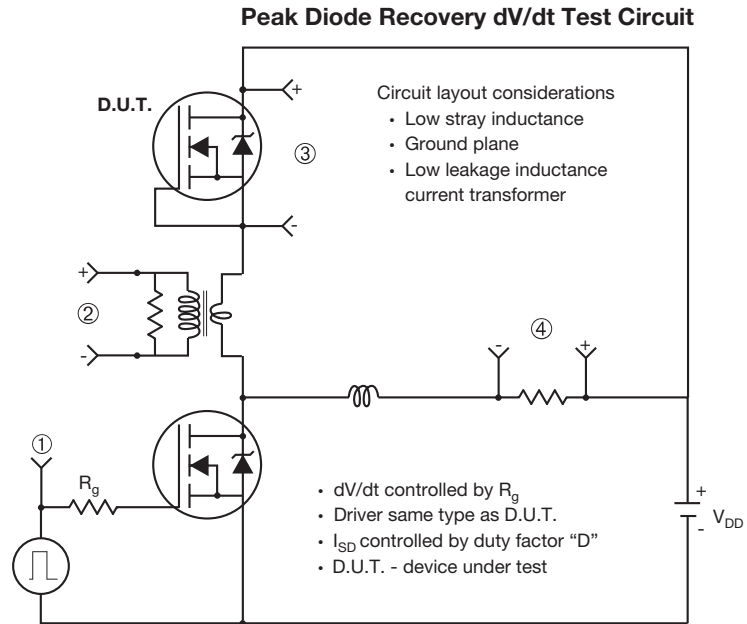 Peak Diode Recovery dV/dt Test Circuit
D.U.T.
+
Circuit layout considerations
• Low stray inductance
③
• Ground plane
• Low leakage inductance
current transformer
-
+
②
-
④
-
+
①
Rg
• dV/dt controlled by Rg
• Driver same type as D.U.T.
• ISD controlled by duty factor “D”
• D.U.T. - device under test
+
VDD
-